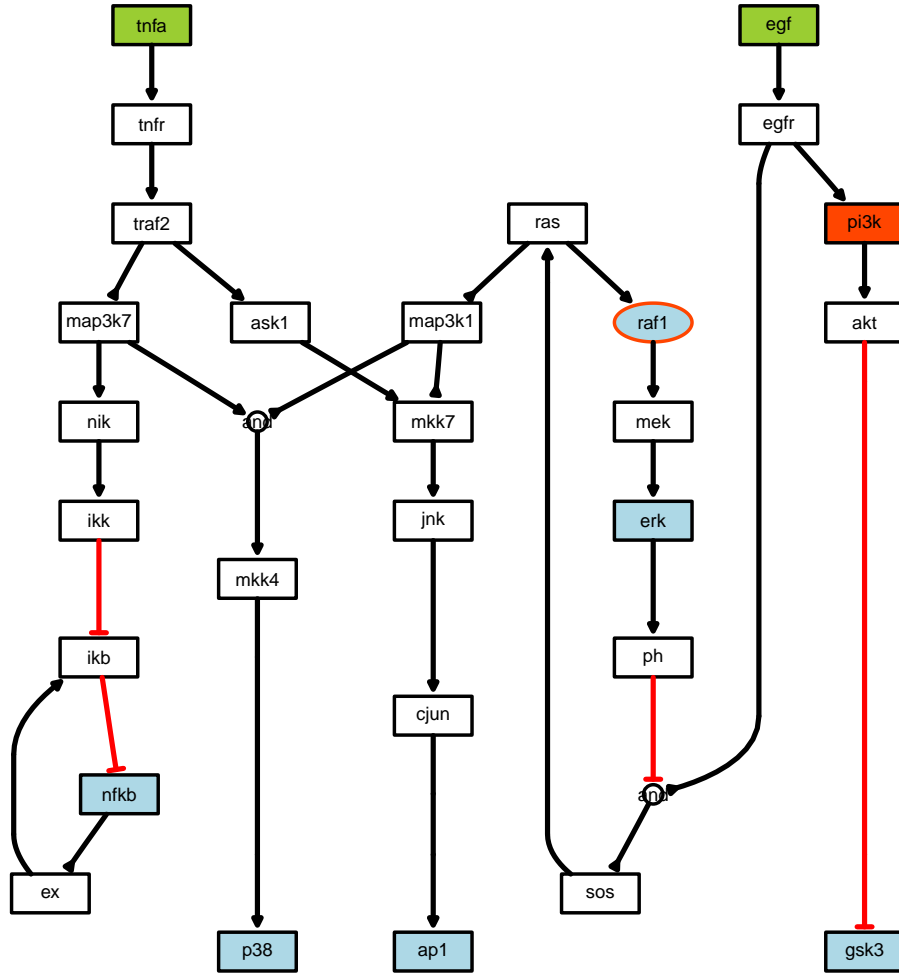 tnfa
egf
tnfr
egfr
traf2
ras
pi3k
map3k7
ask1
map3k1
raf1
akt
nik
and
mkk7
mek
ikk
jnk
erk
mkk4
ikb
ph
cjun
nfkb
and
ex
sos
p38
ap1
gsk3